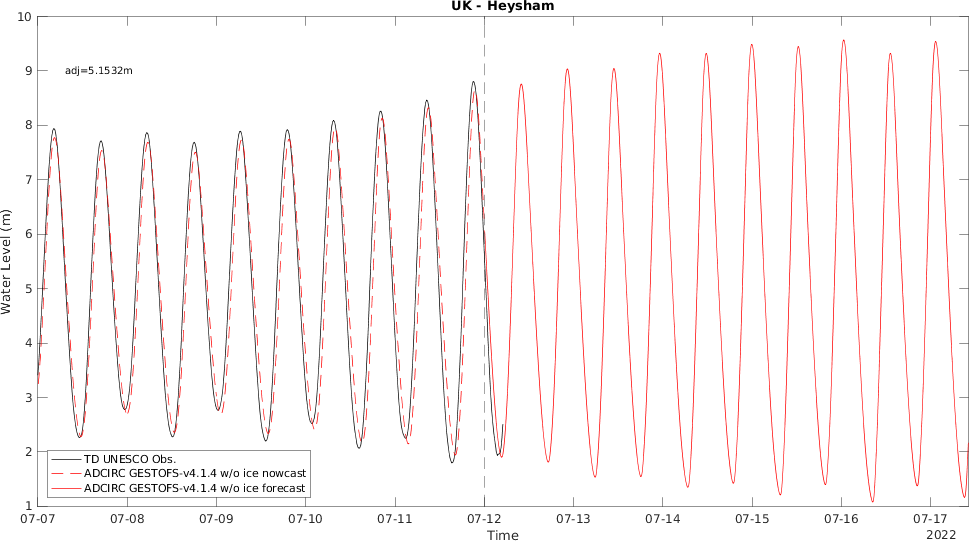 UK - Heysham
10
9
8
7
6
5
4
3
2
1
Water Level (m)
adj=5.1532m
TD UNESCO Obs.
ADCIRC GESTOFS-v4.1.4 w/o ice nowcast
ADCIRC GESTOFS-v4.1.4 w/o ice forecast
07-07 07-08 07-09 07-10 07-11 07-12 07-13 07-14 07-15 07-16 07-17
Time
2022